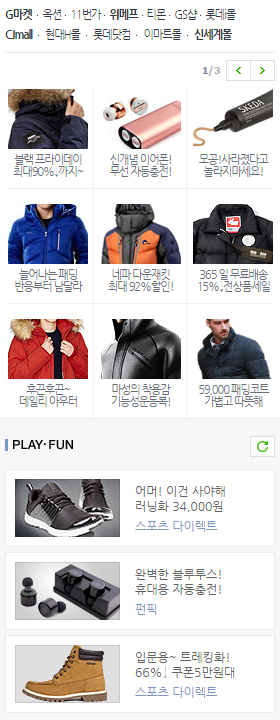 G마켓 · 옥션 · 11번가 · 위메프 · 티몬 · GS샵 · 롯데i몰
CJmall · 현대H몰 · 롯데닷컴 · 이마트몰 · 신세계몰
1/3
SKEDA
블랙 프라이데이 신개념 이어폰! 모공!사라졌다고
최대90%↓까지~ 무선 자동충전! 놀라지마세요!
늘어나는 패딩 네파 다운재킷 365일 무료배송
반응부터 남달라 최대 92%할인! 15%↓전상품세일
후끈후끈~ 마성의 착용감 59,000 패딩코트
데일리 아우터 기능성운동복! 가볍고 따뜻해
PLAY·FUN
어머! 이건 사야해
러닝화 34,000원
스포츠 다이렉트
완벽한 블루투스!
휴대용 자동충전!
펀픽
입문용~ 트레킹화!
66%↓ 쿠폰5만원대
스포츠 다이렉트